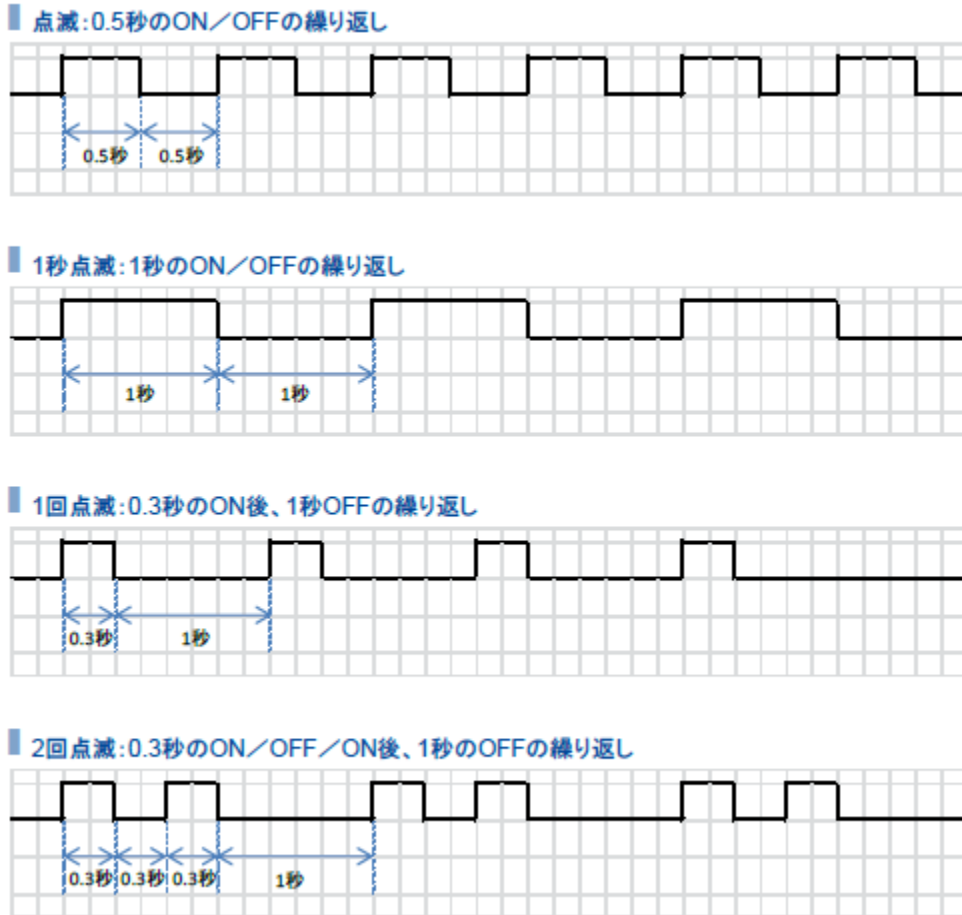 点滅:0.5秒のON／OFFの繰り返し
0.5秒 0.5秒
1秒点滅:1秒のON／OFFの繰り返し
1秒 1秒
1回点滅:0.3秒のON後、1秒OFFの繰り返し
0.3秒 1秒
2回点滅:0.3秒のON／OFF／ON後、1秒のOFFの繰り返し
0.3秒 0.3秒 0.3秒 1秒